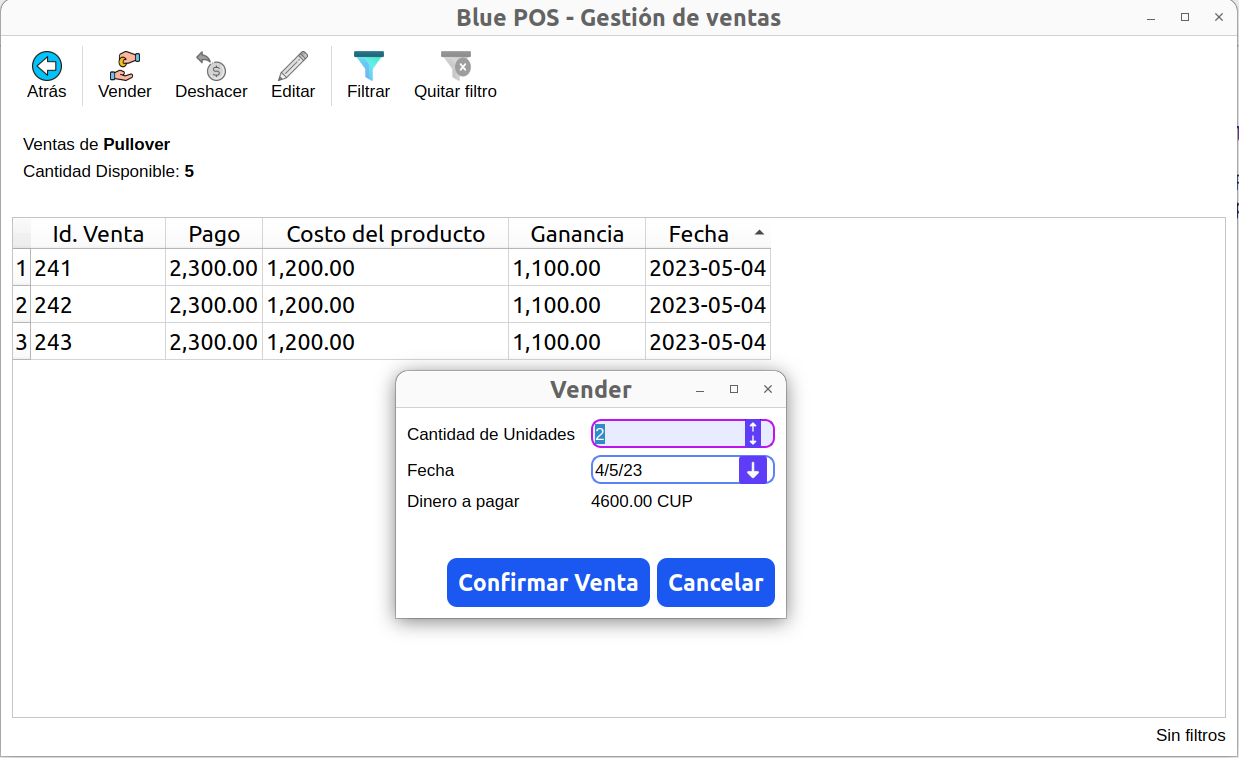 Blue POS - Gestión de ventas
Atrás Vender Deshacer Editar Filtrar Quitar filtro
Ventas de Pullover
Cantidad Disponible: 5
Id. Venta Pago Costo del producto Ganancia Fecha
1 241 2,300.00 1,200.00 1,100.00 2023-05-04
2 242 2,300.00 1,200.00 1,100.00 2023-05-04
3 243 2,300.00 1,200.00 1,100.00 2023-05-04
Vender
Cantidad de Unidades 2
Fecha 4/5/23
Dinero a pagar 4600.00 CUP
Confirmar Venta Cancelar
Sin filtros